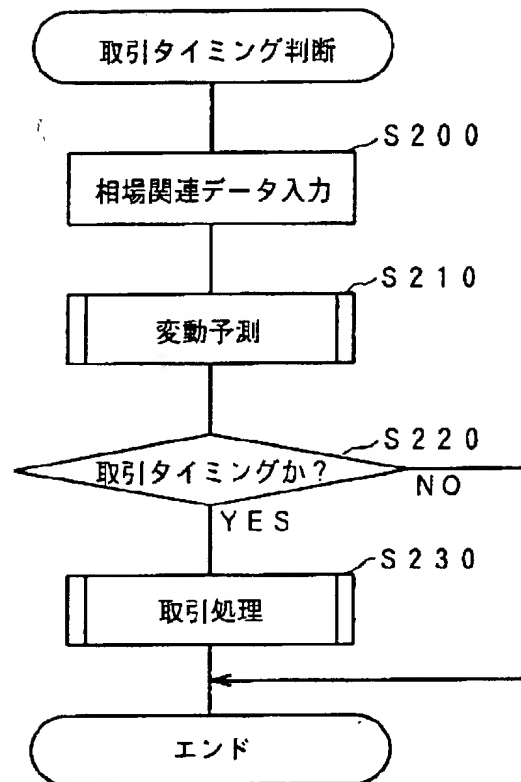 取引タイミング判断
S200
相場関連データ入力
S210
変動予測
S220
取引タイミングか?
NO
YES
S230
取引処理
エンド